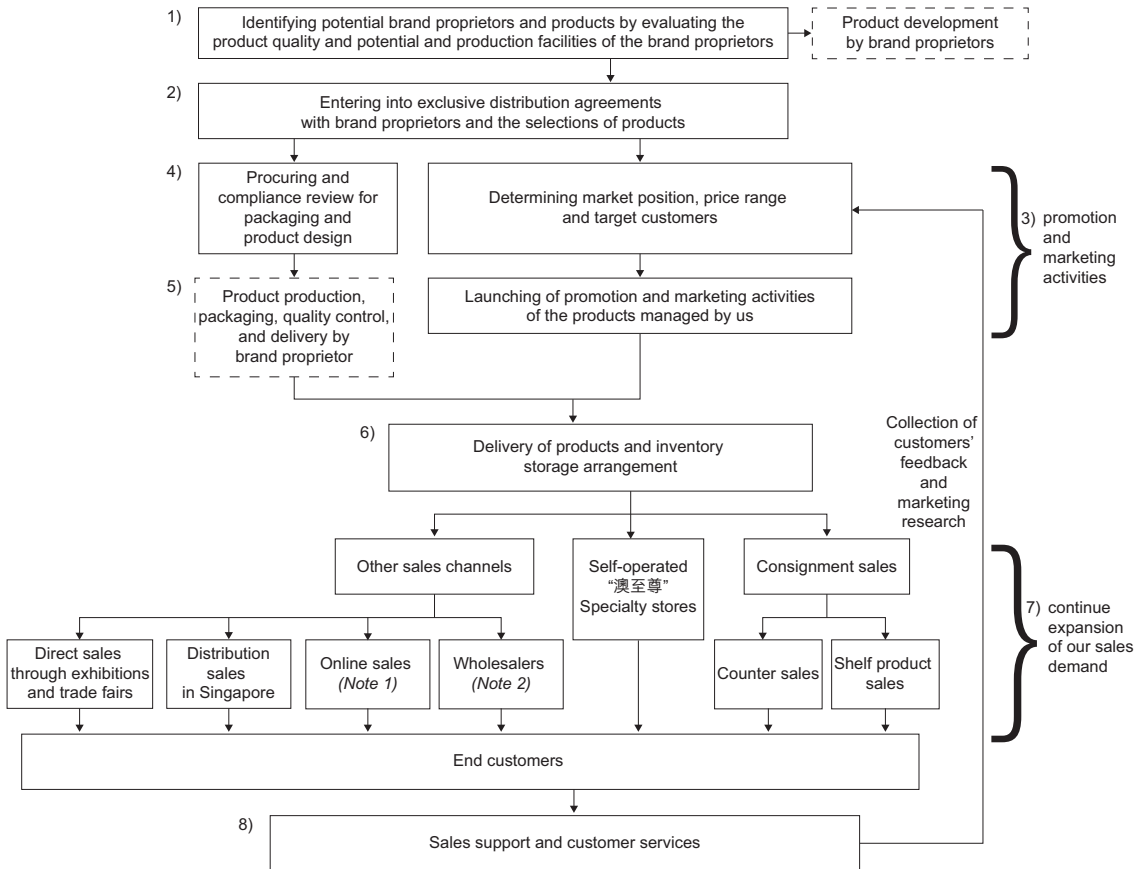 1)
Identifying potential brand proprietors and products by evaluating the
product quality and potential and production facilities of the brand proprietors
Product development
by brand proprietors
2)
Entering into exclusive distribution agreements
with brand proprietors and the selections of products
4)
Procuring and
compliance review for
packaging and
product design
Determining market position, price range
and target customers
3) promotion
and
marketing
activities
5)
Product production,
packaging, quality control,
and delivery by
brand proprietor
Launching of promotion and marketing activities
of the products managed by us
6)
Delivery of products and inventory
storage arrangement
Collection of
customers’
feedback
and
marketing
research
Other sales channels
Self-operated
“澳至尊”
Specialty stores
Consignment sales
7) continue
expansion
of our sales
demand
Direct sales
through exhibitions
and trade fairs
Distribution
sales
in Singapore
Online sales
(Note 1)
Wholesalers
(Note 2)
Counter sales
Shelf product
sales
End customers
8)
Sales support and customer services